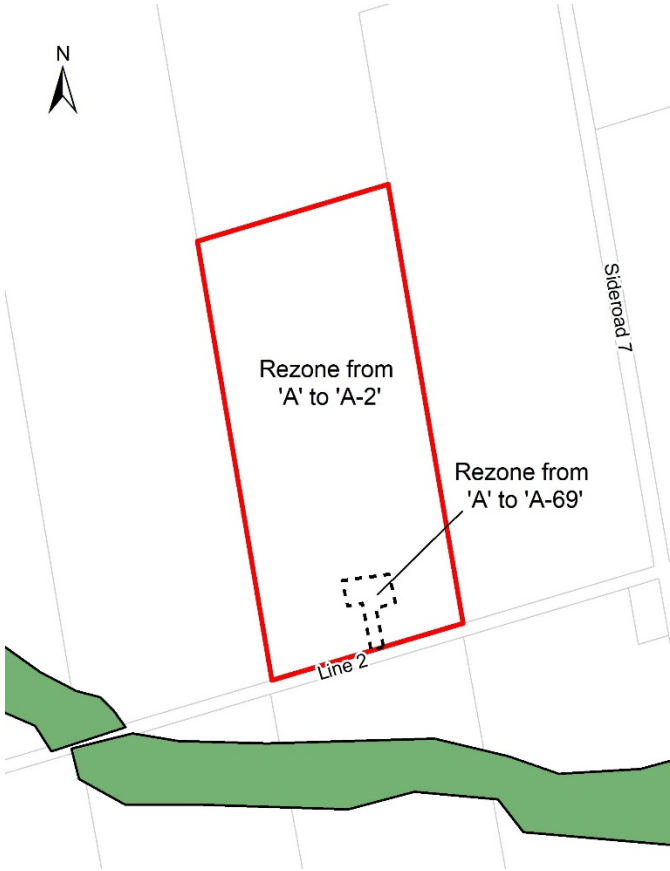 N
Sideroad 7
Rezone from
'A' to 'A-2'
Rezone from
'A' to 'A-69'
Line 2